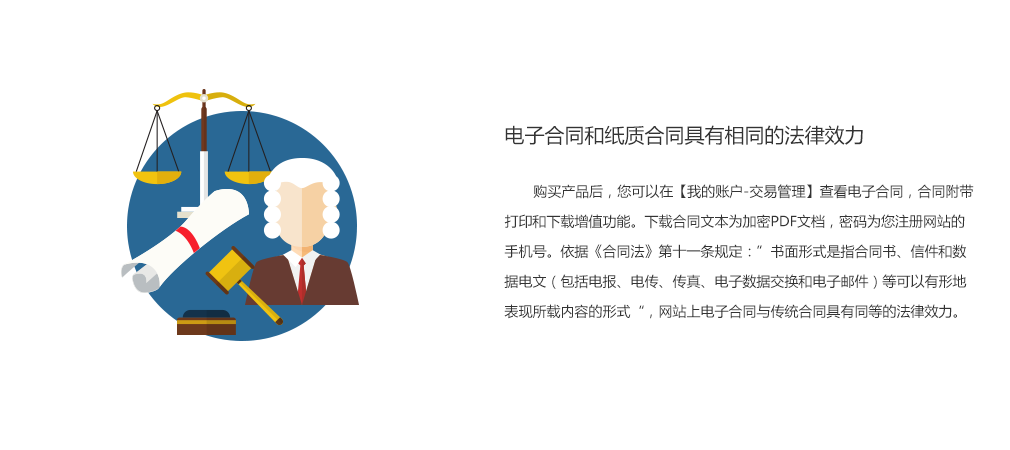 电子合同和纸质合同具有相同的法律效力
购买产品后，您可以在【我的账户-交易管理】查看电子合同，合同附带
打印和下载增值功能。下载合同文本为加密PDF文档，密码为您注册网站的
手机号。依据《合同法》第十一条规定：”书面形式是指合同书、信件和数
据电文（包括电报、电传、传真、电子数据交换和电子邮件）等可以有形地
表现所载内容的形式“，网站上电子合同与传统合同具有同等的法律效力。